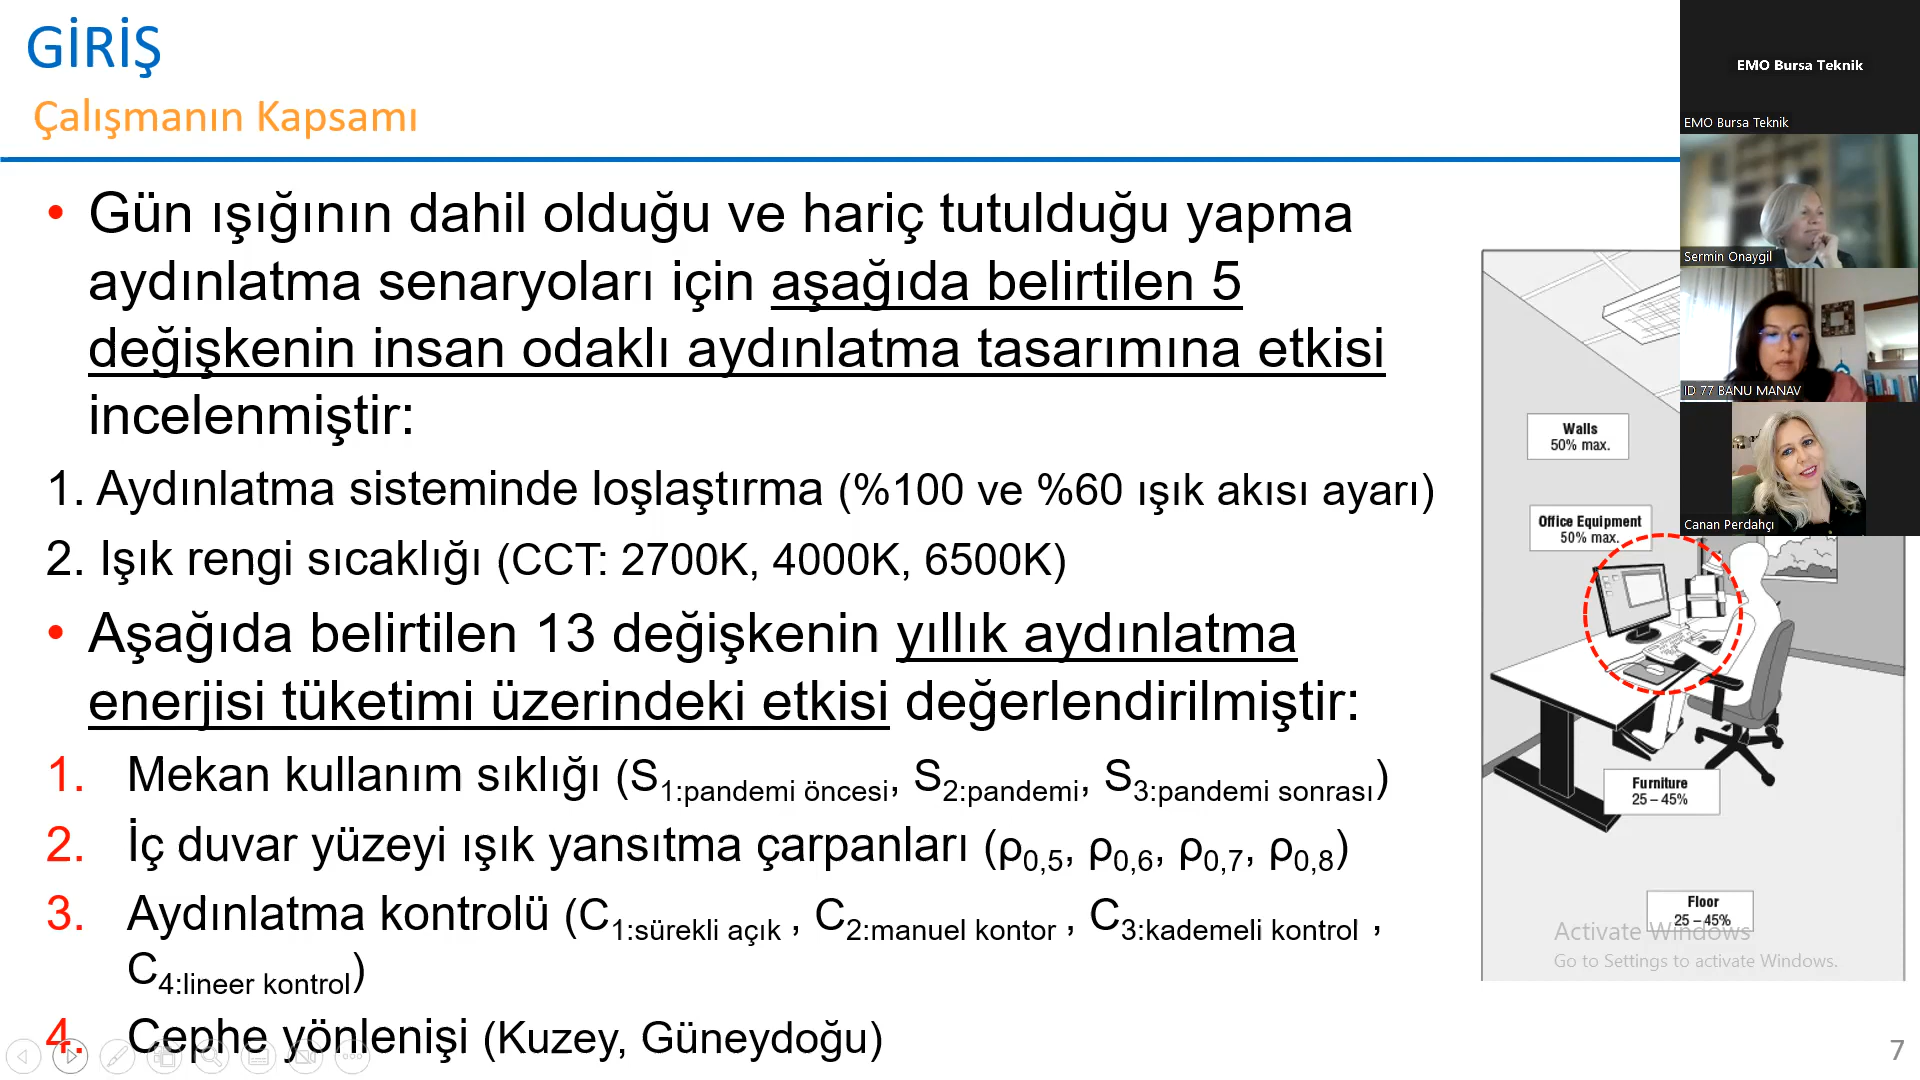 GİRİŞ
Çalışmanın Kapsamı
• Gün ışığının dahil olduğu ve hariç tutulduğu yapma
aydınlatma senaryoları için aşağıda belirtilen 5
değişkenin insan odaklı aydınlatma tasarımına etkisi
incelenmiştir:
1. Aydınlatma sisteminde loşlaştırma (%100 ve %60 ışık akısı ayarı)
2. Işık rengi sıcaklığı (CCT: 2700K, 4000K, 6500K)
• Aşağıda belirtilen 13 değişkenin yıllık aydınlatma
enerjisi tüketimi üzerindeki etkisi değerlendirilmiştir:
1. Mekan kullanım sıklığı (S1:pandemi öncesi, S2:pandemi, S3:pandemi sonrası)
2. İç duvar yüzeyi ışık yansıtma çarpanları (ρ0,5, ρ0,6, ρ0,7, ρ0,8)
3. Aydınlatma kontrolü (C1:sürekli açık , C2:manuel kontor , C3:kademeli kontrol ,
C4:lineer kontrol)
4. Cephe yönlenişi (Kuzey, Güneydoğu)
Walls
50% max.
Office Equipment
50% max.
Furniture
25 – 45%
Floor
25 – 45%
Activate Windows
Go to Settings to activate Windows.
7
EMO Bursa Teknik
EMO Bursa Teknik
Sermin Onaygil
ID 77 BANU MANAV
Canan Perdahçı